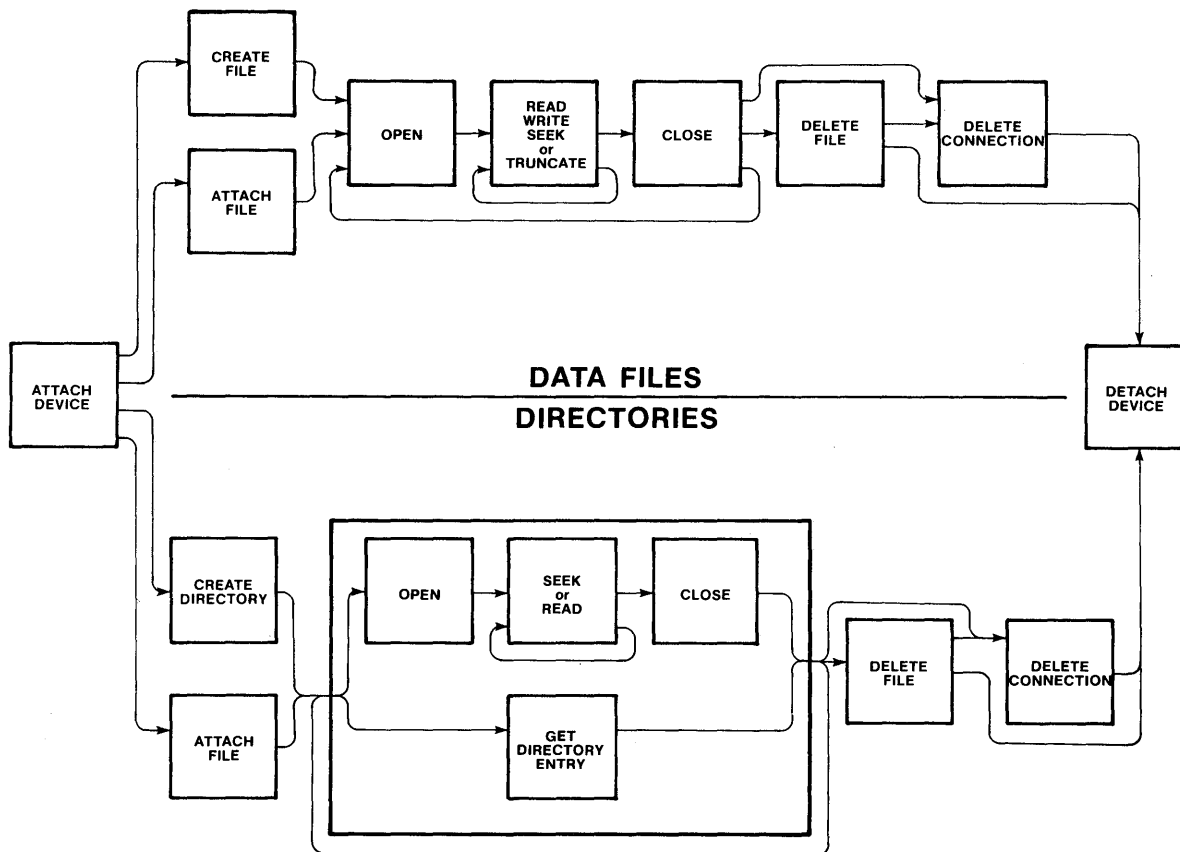 CREATE
FILE
OPEN
READ
WRITE
SEEK
or
TRUNCATE
CLOSE
DELETE
FILE
DELETE
CONNECTION
ATTACH
FILE
ATTACH
DEVICE
DATA FILES
DIRECTORIES
DETACH
DEVICE
CREATE
DIRECTORY
OPEN
SEEK
or
READ
CLOSE
DELETE
FILE
DELETE
CONNECTION
ATTACH
FILE
GET
DIRECTORY
ENTRY